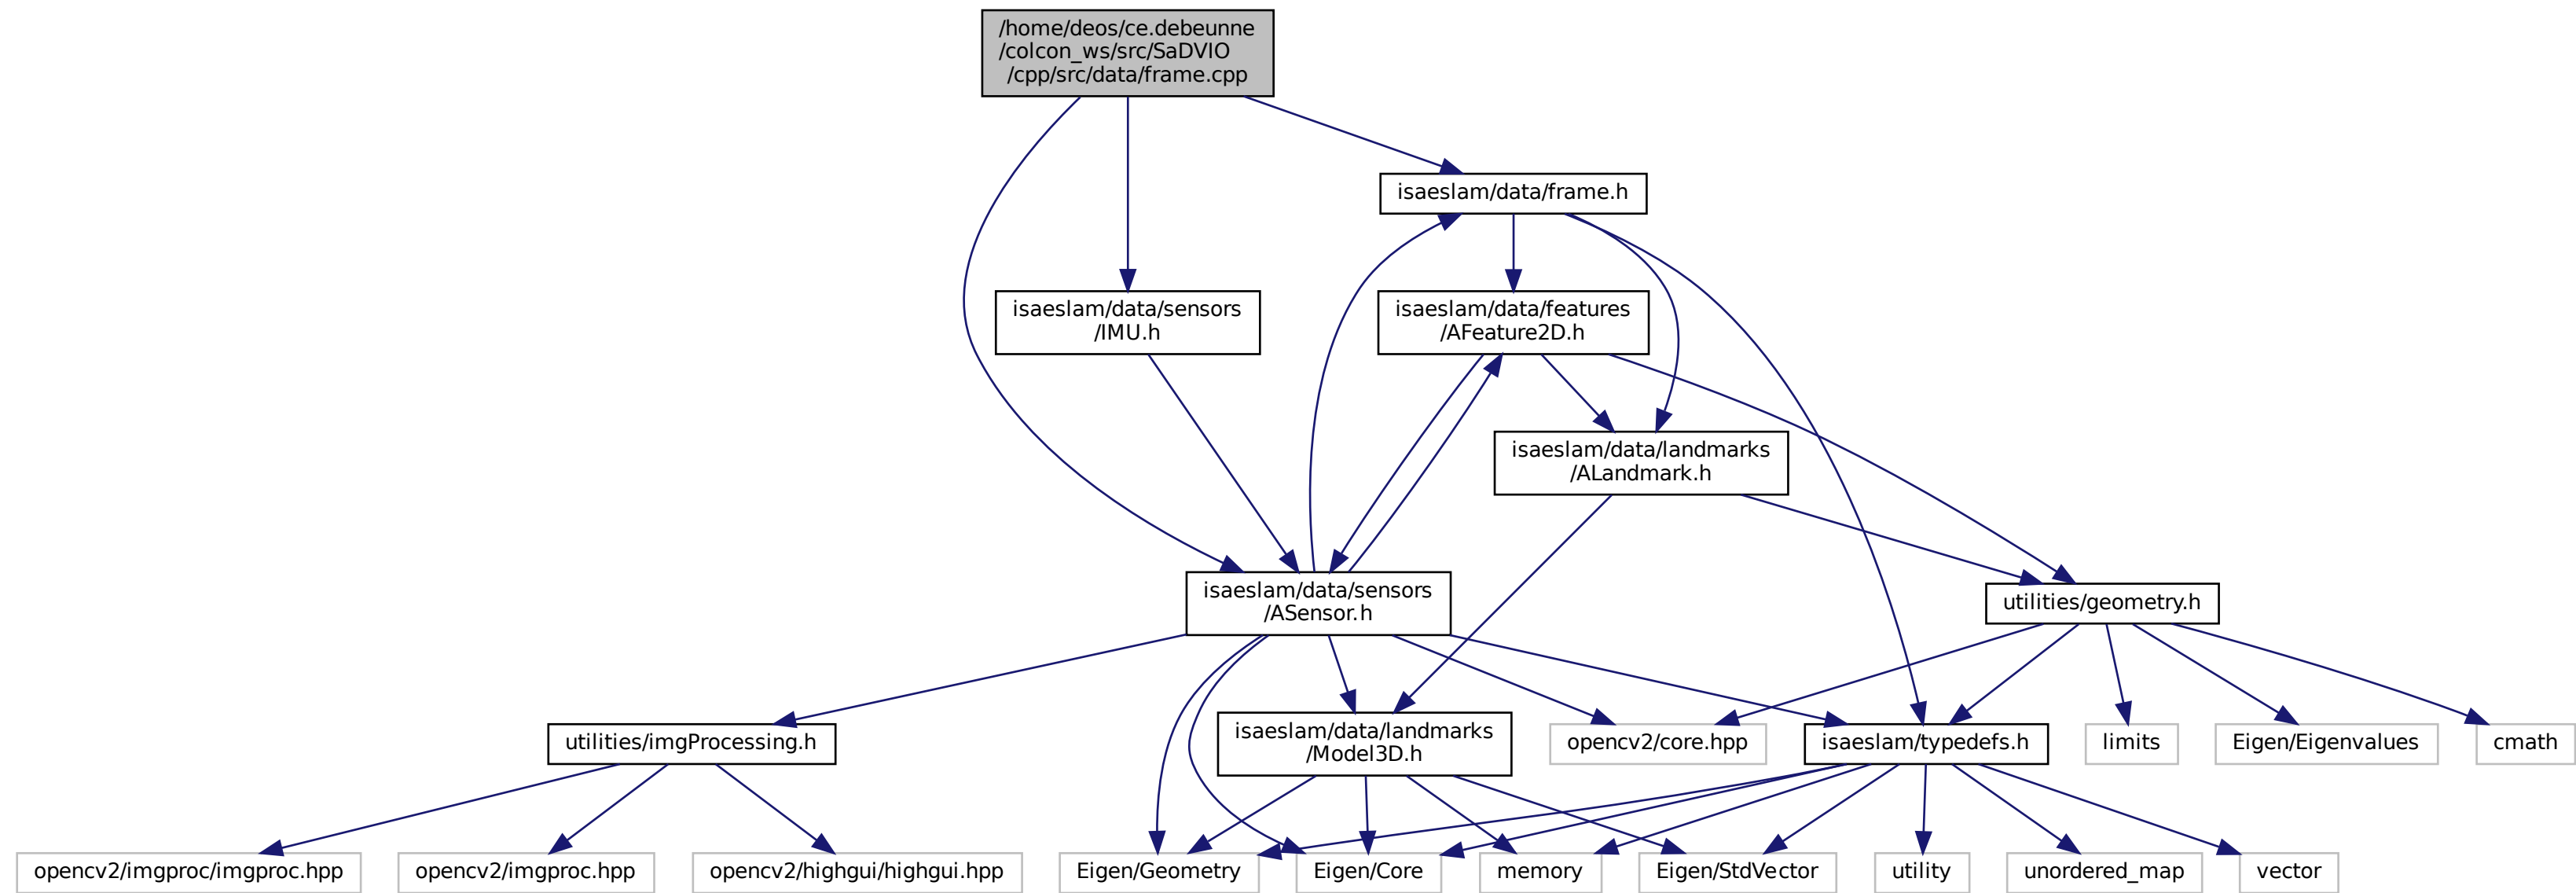 /home/deos/ce.debeunne
/colcon_ws/src/SaDVIO
/cpp/src/data/frame.cpp
isaeslam/data/frame.h
isaeslam/data/sensors
/IMU.h
isaeslam/data/features
/AFeature2D.h
isaeslam/data/landmarks
/ALandmark.h
isaeslam/data/sensors
/ASensor.h
utilities/geometry.h
utilities/imgProcessing.h
isaeslam/data/landmarks
/Model3D.h
opencv2/core.hpp
isaeslam/typedefs.h
limits
Eigen/Eigenvalues
cmath
opencv2/imgproc/imgproc.hpp
opencv2/imgproc.hpp
opencv2/highgui/highgui.hpp
Eigen/Geometry
Eigen/Core
memory
Eigen/StdVector
utility
unordered_map
vector